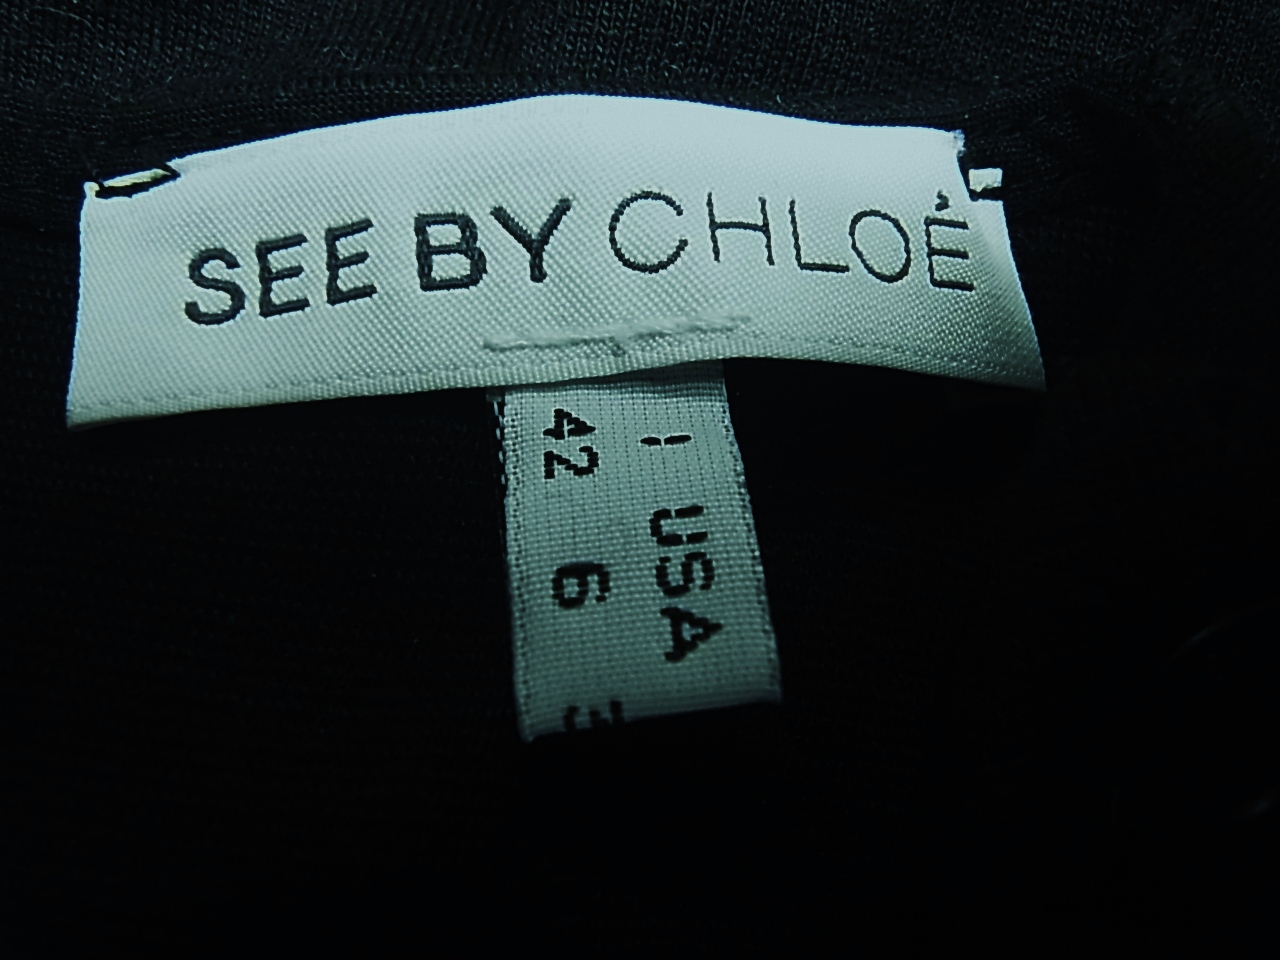 SEE BY CHLOÉ
I USA
42 6